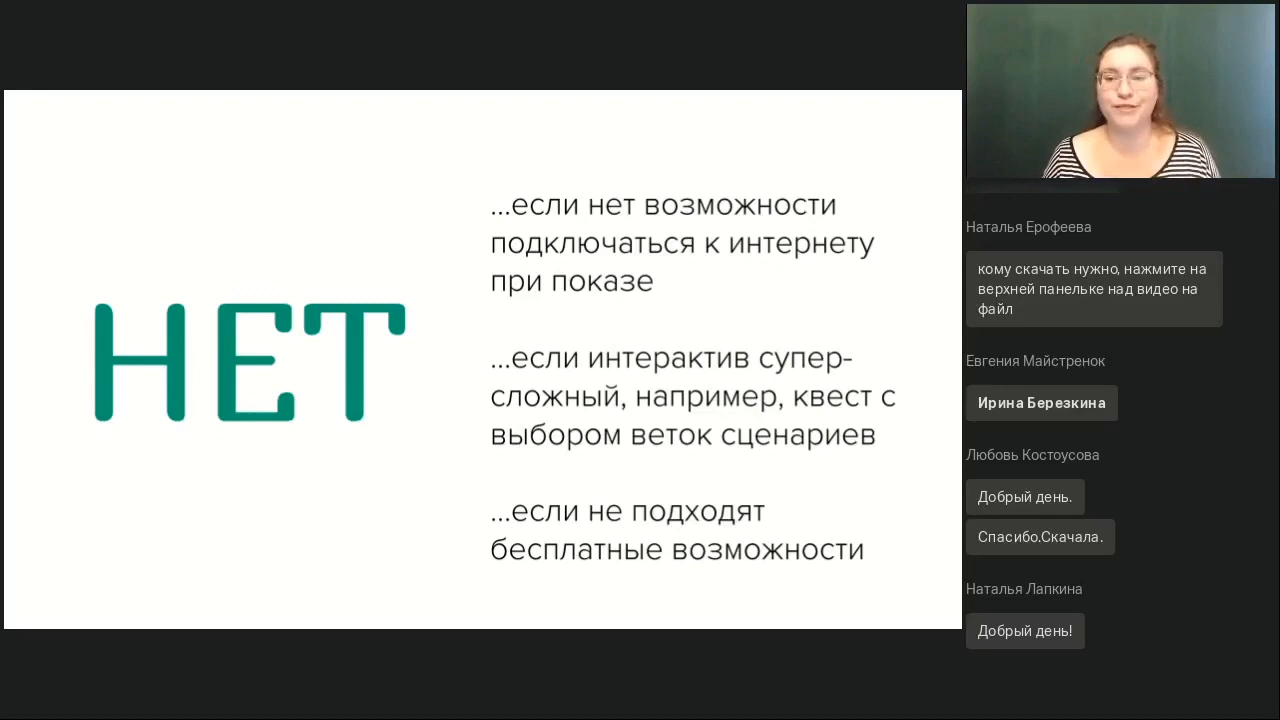 НЕТ
...если нет возможности
подключаться к интернету
при показе
...если интерактив супер-
сложный, например, квест с
выбором веток сценариев
...если не подходят
бесплатные возможности
Наталья Ерофеева
кому скачать нужно, нажмите на
верхней панельке над видео на
файл
Евгения Майстренок
Ирина Березкина
Любовь Костоусова
Добрый день.
Спасибо.Скачала.
Наталья Лапкина
Добрый день!